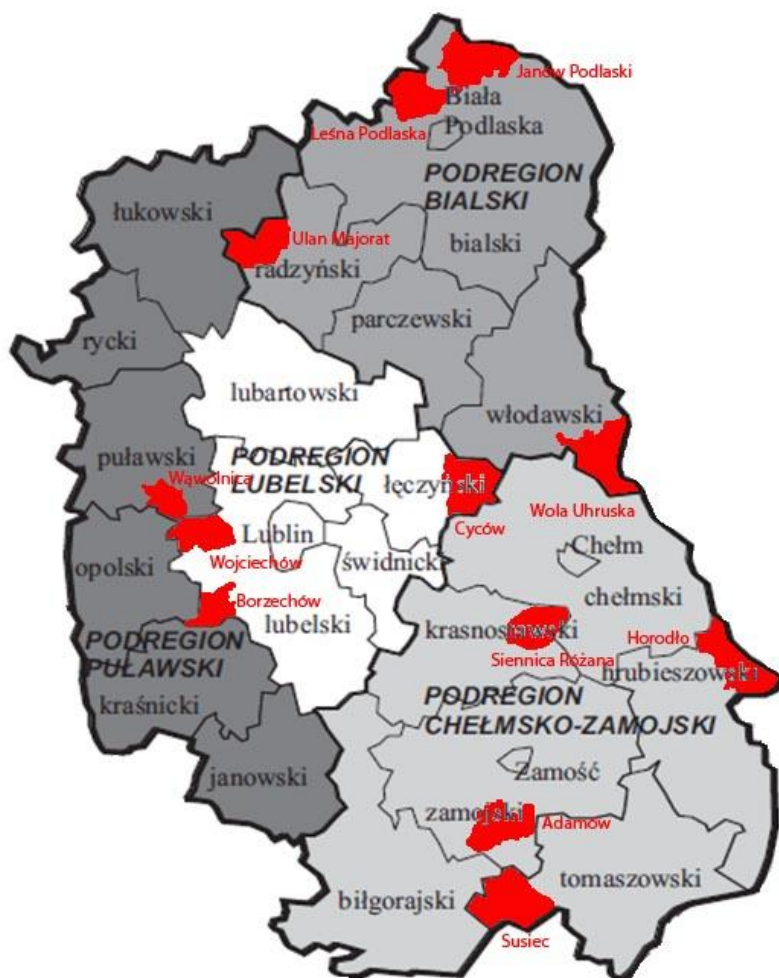 Janów Podlaski
Biała
Podlaska
Leśna Podlaska
PODREGION
BIALSKI
łukowski
Ulan Majorat
bialski
radzyński
parczewski
rycki
lubartowski
włodawski
puławski
PODREGION
LUBELSKI
łęczyński
Wąwolnica
Wola Uhruska
Cyców
Lublin
Chełm
Wojciechów
świdnicki
opolski
chełmski
Borzechów
lubelski
krasnostawski
Horodło
PODREGION
PUŁAWSKI
Siennica Różana
hrubieszowski
kraśnicki
PODREGION
CHEŁMSKO-ZAMOJSKI
janowski
Zamość
zamojski
Adamów
tomaszowski
biłgorajski
Susiec